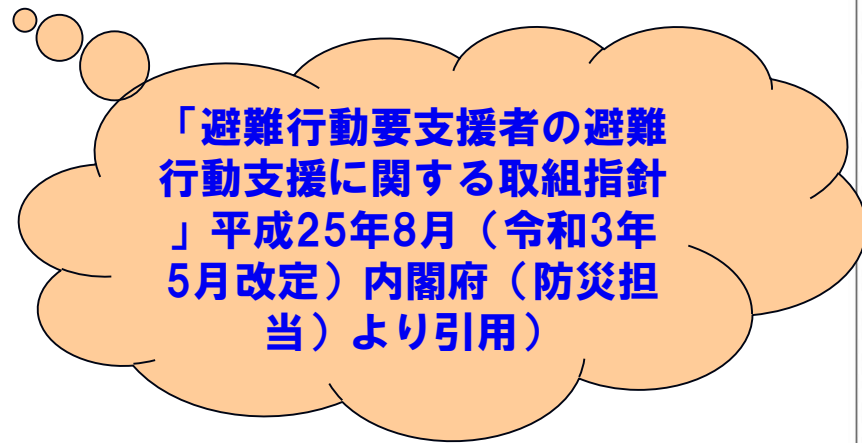 「避難行動要支援者の避難
行動支援に関する取組指針
」平成25年8月（令和3年
5月改定）内閣府（防災担
当）より引用）